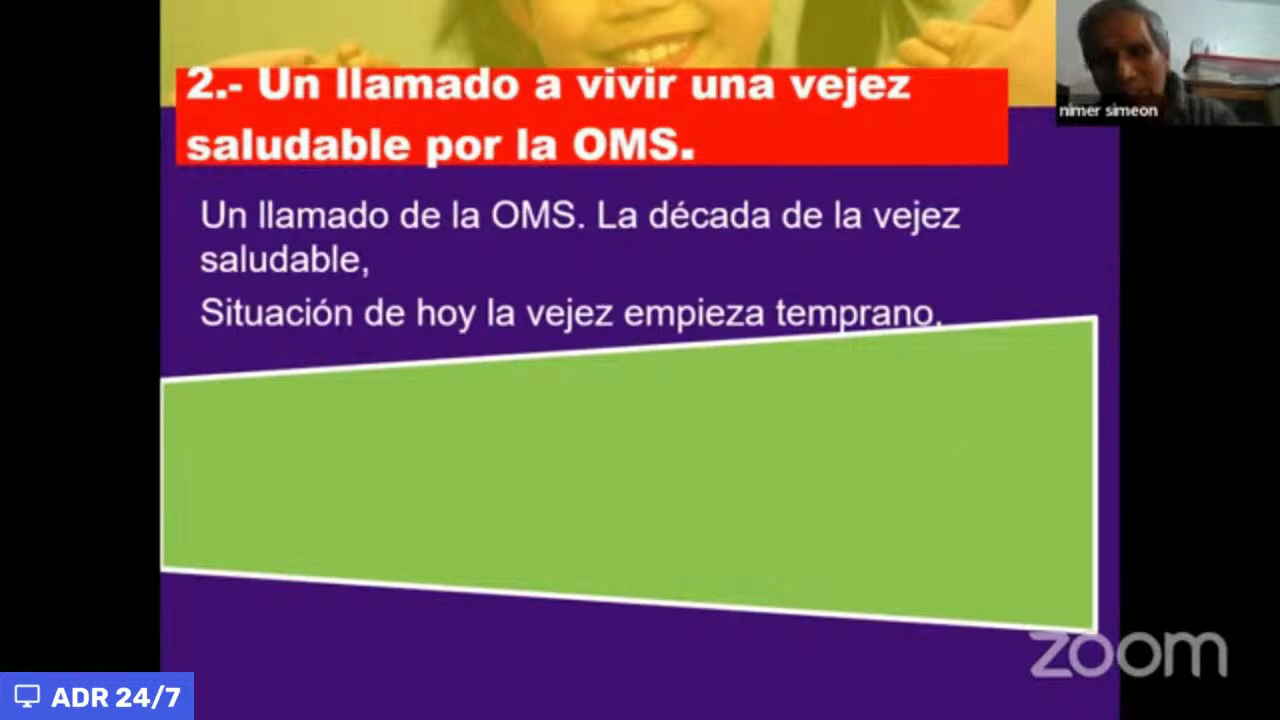 2.- Un llamado a vivir una vejez
saludable por la OMS.
nimer simeon
Un llamado de la OMS. La década de la vejez
saludable,
Situación de hoy la vejez empieza temprano.
zoom
ADR 24/7